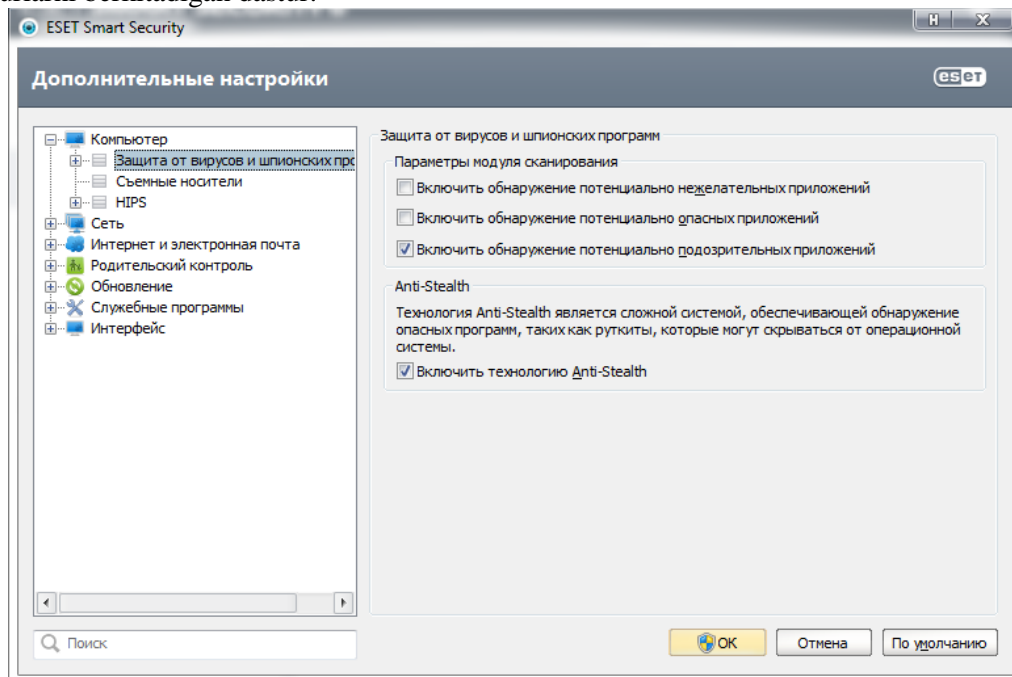 berkitadigan dastur.
ESET Smart Security
Дополнительные настройки
eseт
Компьютер
Защита от вирусов и шпионских прс
Съемные носители
HIPS
Сеть
Интернет и электронная почта
Родительский контроль
Обновление
Служебные программы
Интерфейс
Поиск
Защита от вирусов и шпионских программ
Параметры модуля сканирования
Включить обнаружение потенциально нежелательных приложений
Включить обнаружение потенциально опасных приложений
Включить обнаружение потенциально подозрительных приложений
Anti-Stealth
Технология Anti-Stealth является сложной системой, обеспечивающей обнаружение
опасных программ, таких как руткиты, которые могут скрываться от операционной
системы.
Включить технологию Anti-Stealth
OK
Отмена
По умолчанию